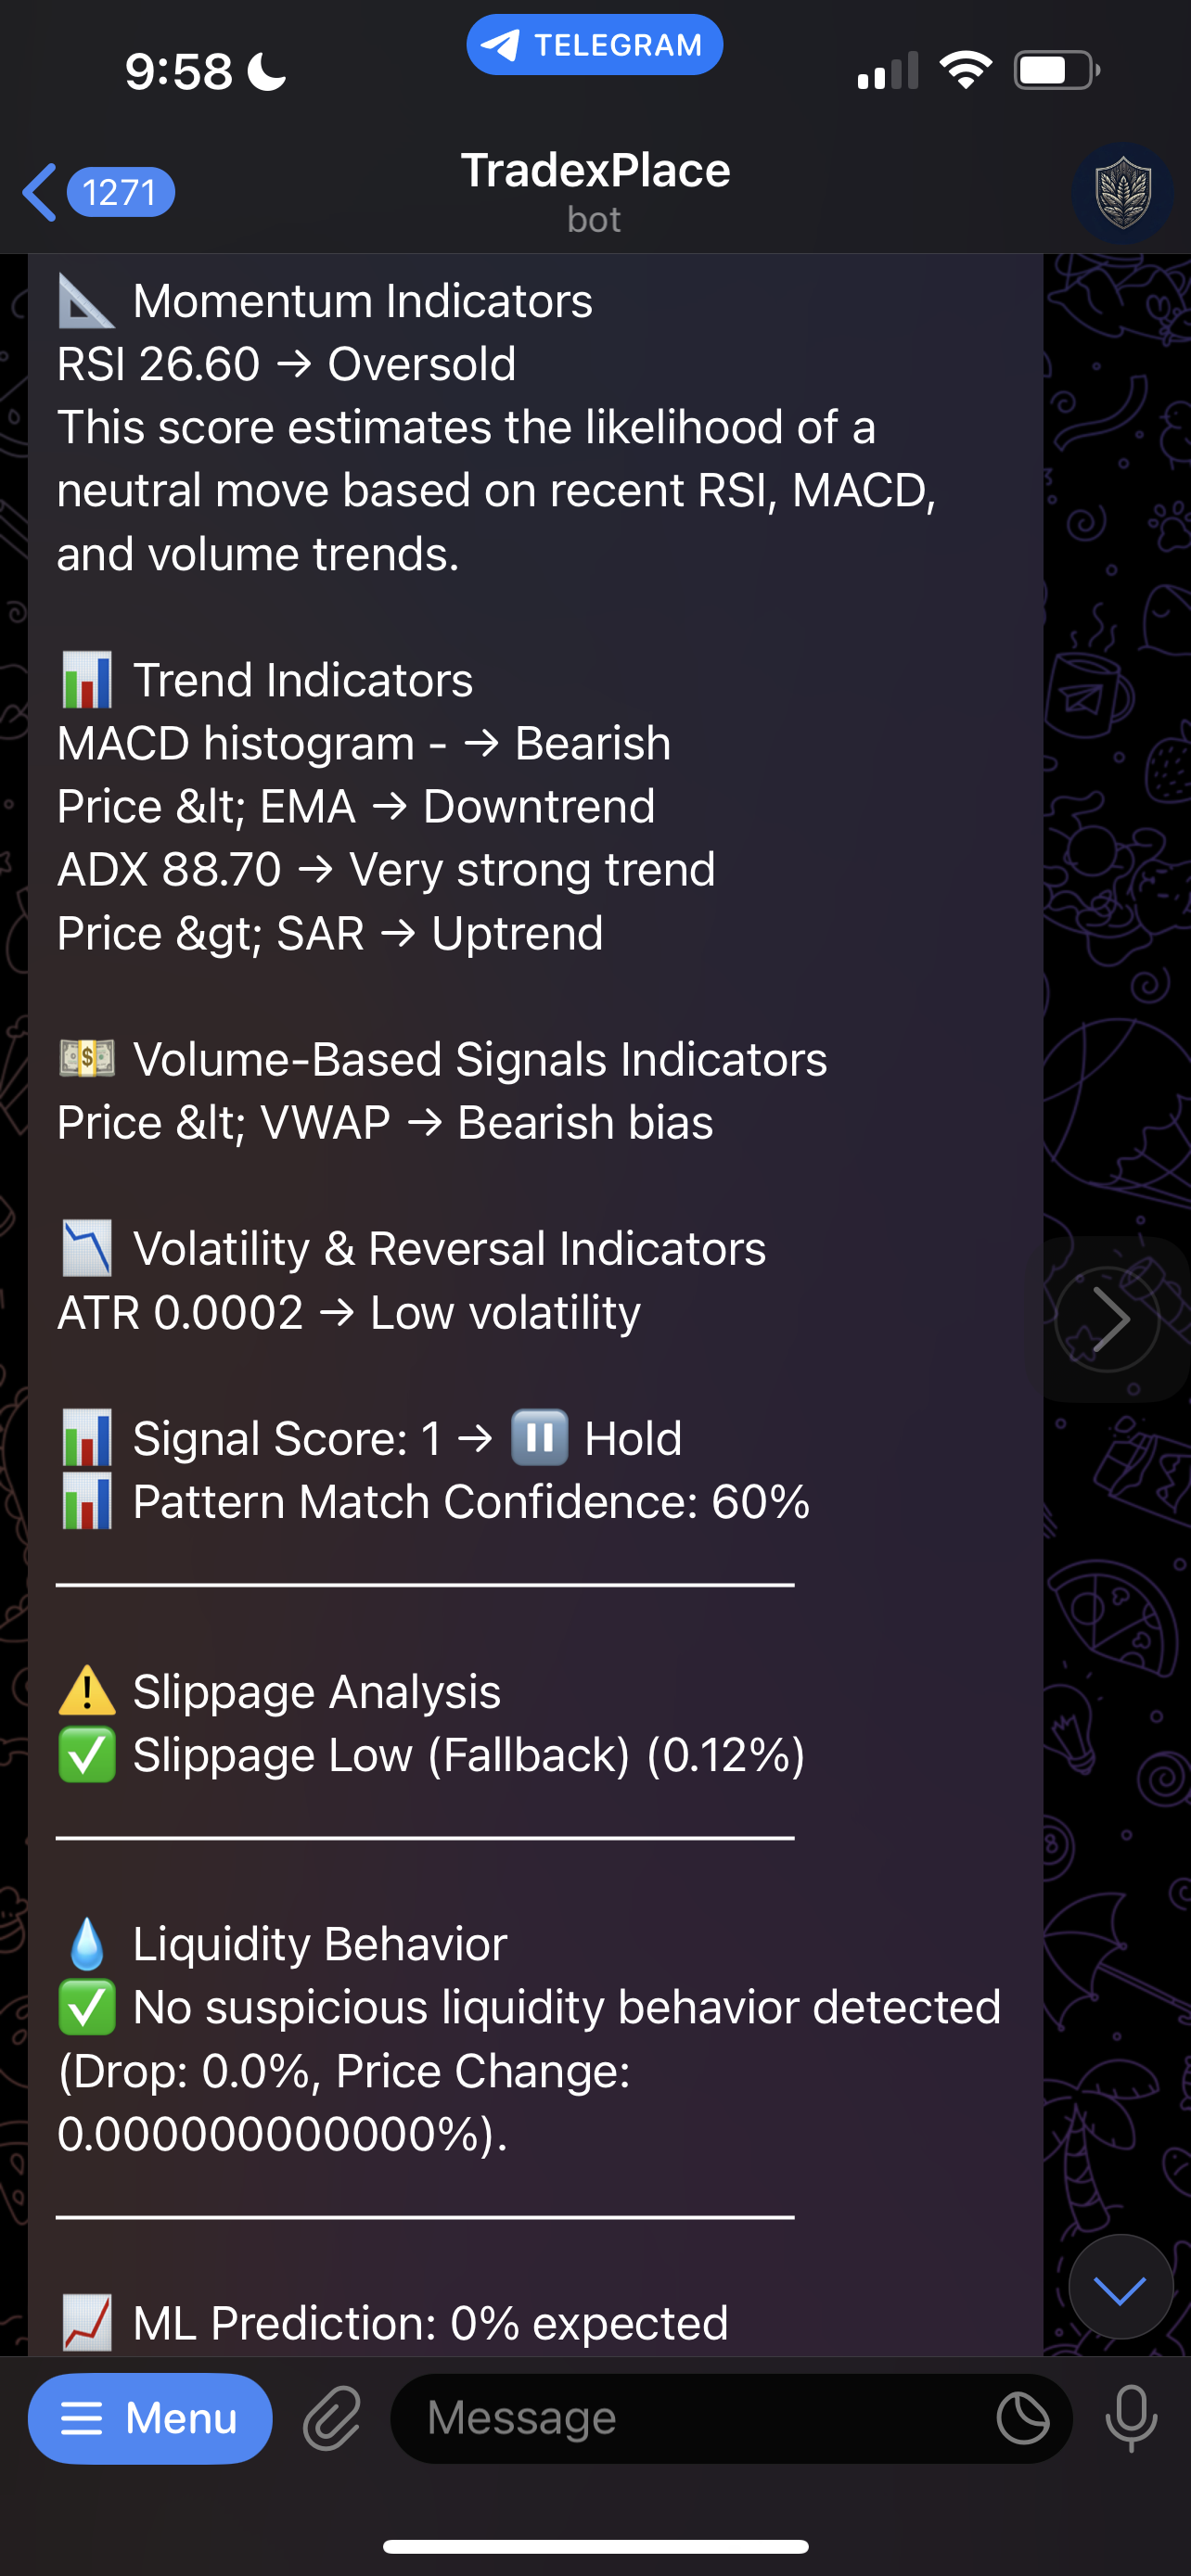 9:58
TELEGRAM
1271
TradexPlace
bot
📐 Momentum Indicators
RSI 26.60 → Oversold
This score estimates the likelihood of a
neutral move based on recent RSI, MACD,
and volume trends.
📊 Trend Indicators
MACD histogram - → Bearish
Price &lt; EMA → Downtrend
ADX 88.70 → Very strong trend
Price &gt; SAR → Uptrend
💵 Volume-Based Signals Indicators
Price &lt; VWAP → Bearish bias
📉 Volatility & Reversal Indicators
ATR 0.0002 → Low volatility
📊 Signal Score: 1 → ⏸ Hold
📊 Pattern Match Confidence: 60%
⚠️ Slippage Analysis
✅ Slippage Low (Fallback) (0.12%)
💧 Liquidity Behavior
✅ No suspicious liquidity behavior detected
(Drop: 0.0%, Price Change:
0.000000000000%).
📈 ML Prediction: 0% expected
Menu
Message